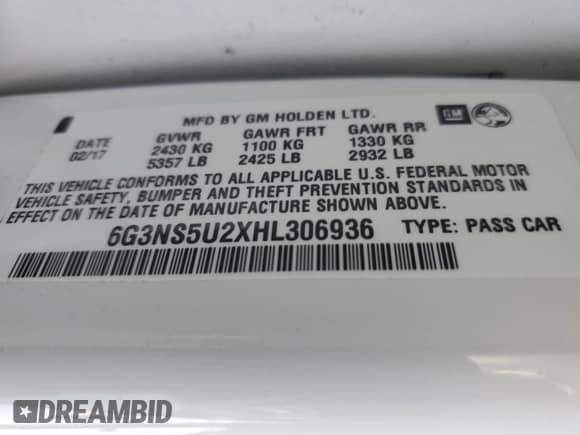 MFD BY GM HOLDEN LTD.
DATE GVWR GAWR FRT GAWR RR GM
02/17 2430 KG 1100 KG 1330 KG
5357 LB 2425 LB 2932 LB
THIS VEHICLE CONFORMS TO ALL APPLICABLE U.S. FEDERAL MOTOR
VEHICLE SAFETY, BUMPER AND THEFT PREVENTION STANDARDS IN
EFFECT ON THE DATE OF MANUFACTURE SHOWN ABOVE.
6G3NS5U2XHL306936 TYPE: PASS CAR
DREAMBID